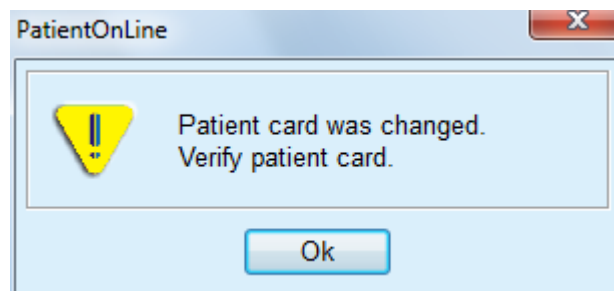 PatientOnLine
Patient card was changed.
Verify patient card.
Ok